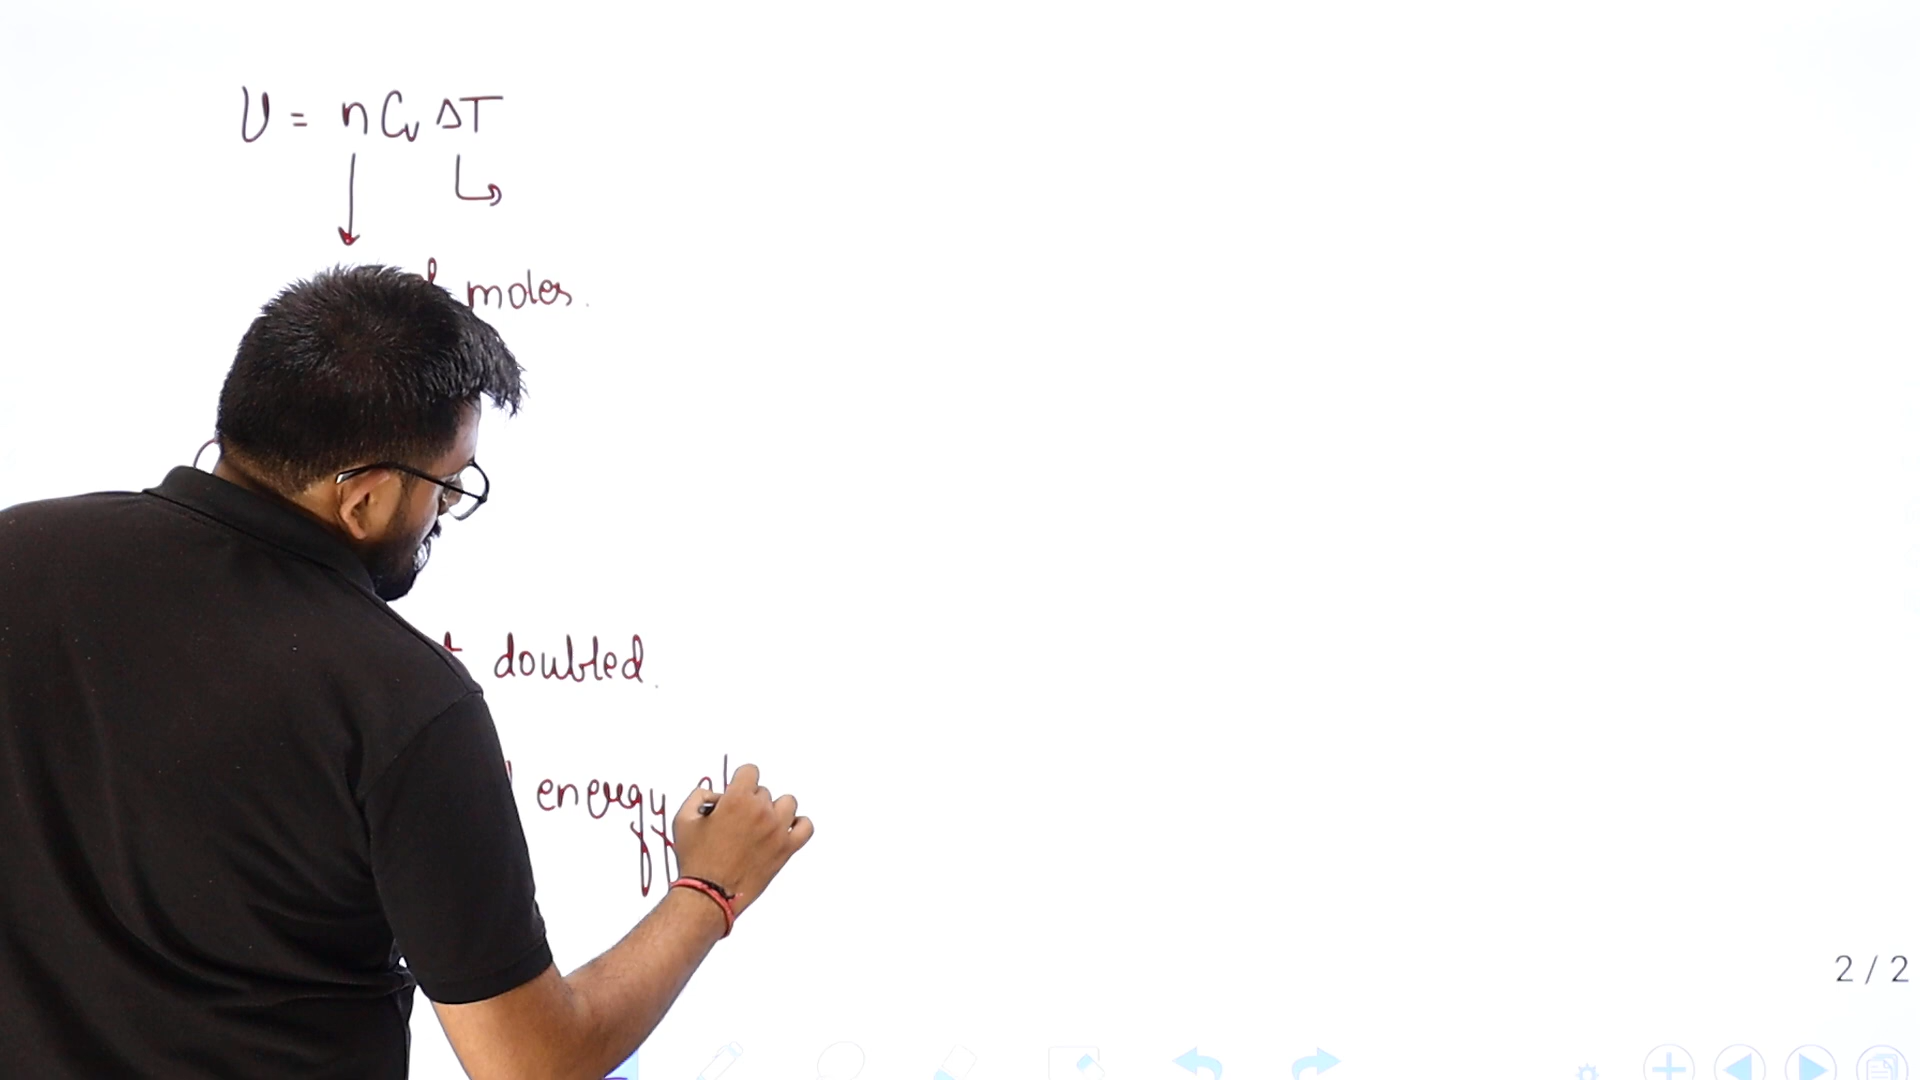 U = n Cv ΔT
moles.
doubled.
energy
2 / 2